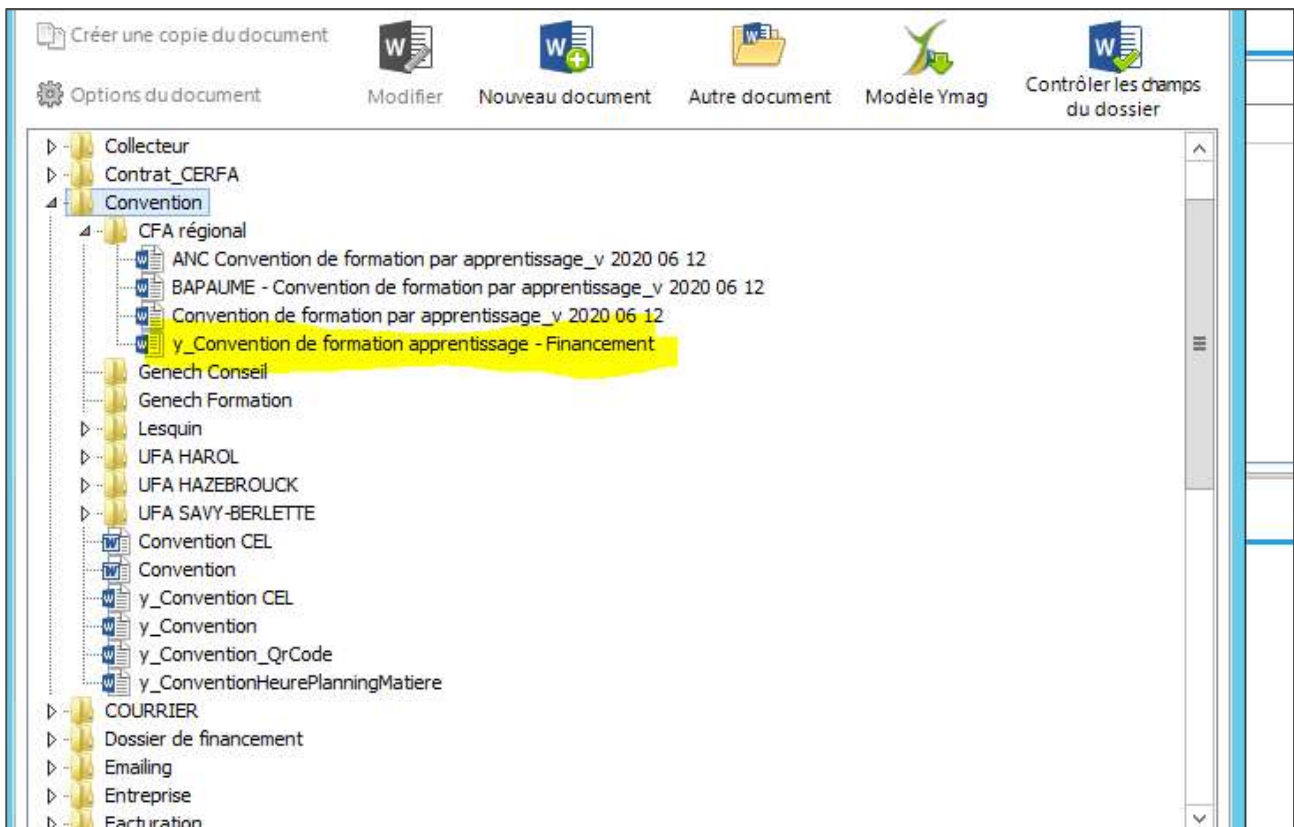 Créer une copie du document
Options du document
Modifier
Nouveau document
Autre document
Modèle Ymag
Contrôler les champs
du dossier
Collecteur
Contrat_CERFA
Convention
CFA régional
ANC Convention de formation par apprentissage_v 2020 06 12
BAPAUME - Convention de formation par apprentissage_v 2020 06 12
Convention de formation par apprentissage_v 2020 06 12
y_Convention de formation apprentissage - Financement
Genech Conseil
Genech Formation
Lesquin
UFA HAROL
UFA HAZEBROUCK
UFA SAVY-BERLETTE
Convention CEL
Convention
y_Convention CEL
y_Convention
y_Convention_QrCode
y_ConventionHeurePlanningMatiere
COURRIER
Dossier de financement
Emailing
Entreprise
Facturation